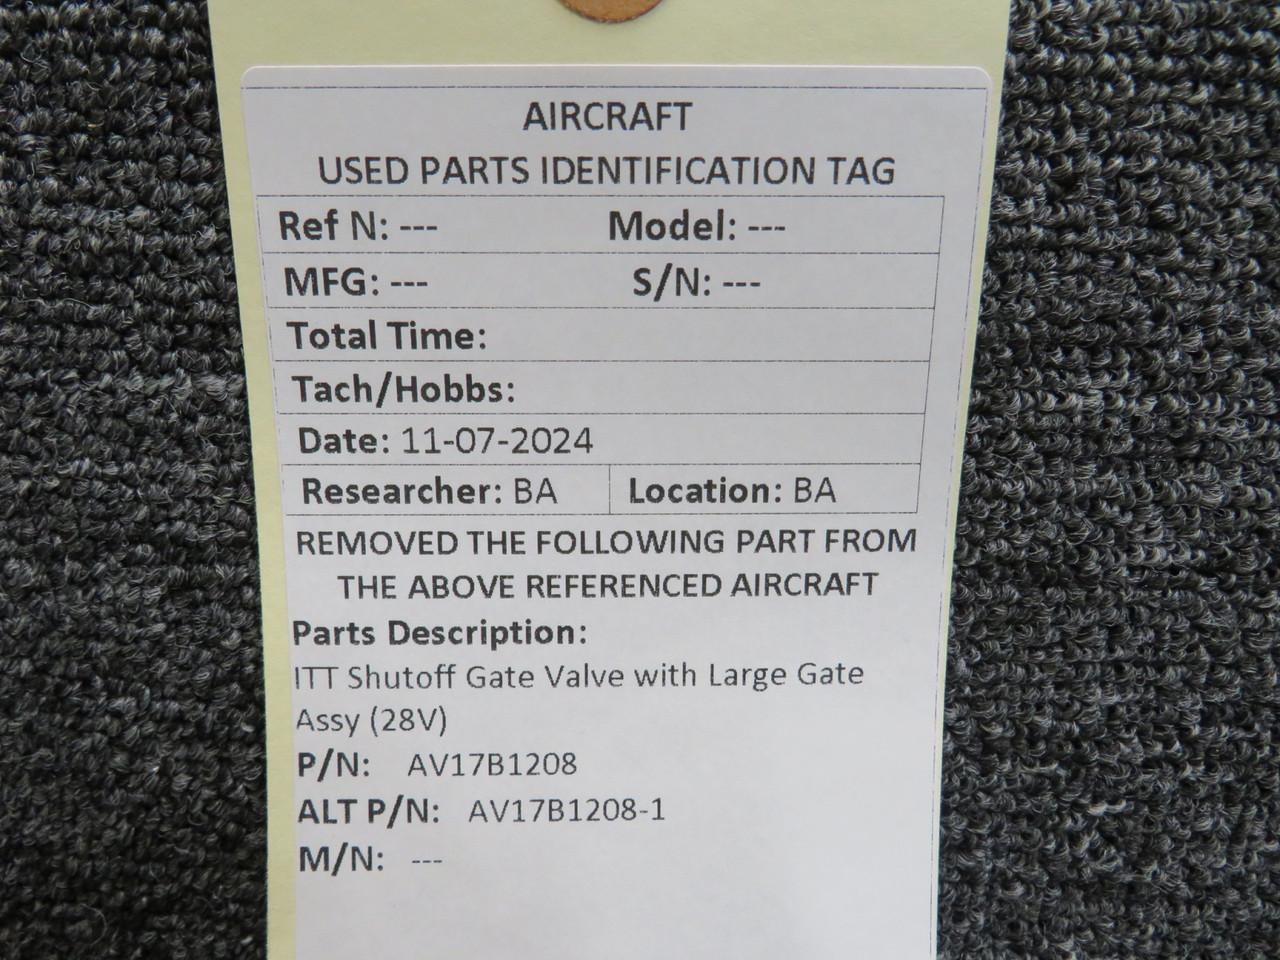 AIRCRAFT
USED PARTS IDENTIFICATION TAG
Ref N: --- Model: ---
MFG: --- S/N: ---
Total Time:
Tach/Hobbs:
Date: 11-07-2024
Researcher: BA Location: BA
REMOVED THE FOLLOWING PART FROM
THE ABOVE REFERENCED AIRCRAFT
Parts Description:
ITT Shutoff Gate Valve with Large Gate
Assy (28V)
P/N: AV17B1208
ALT P/N: AV17B1208-1
M/N: ---